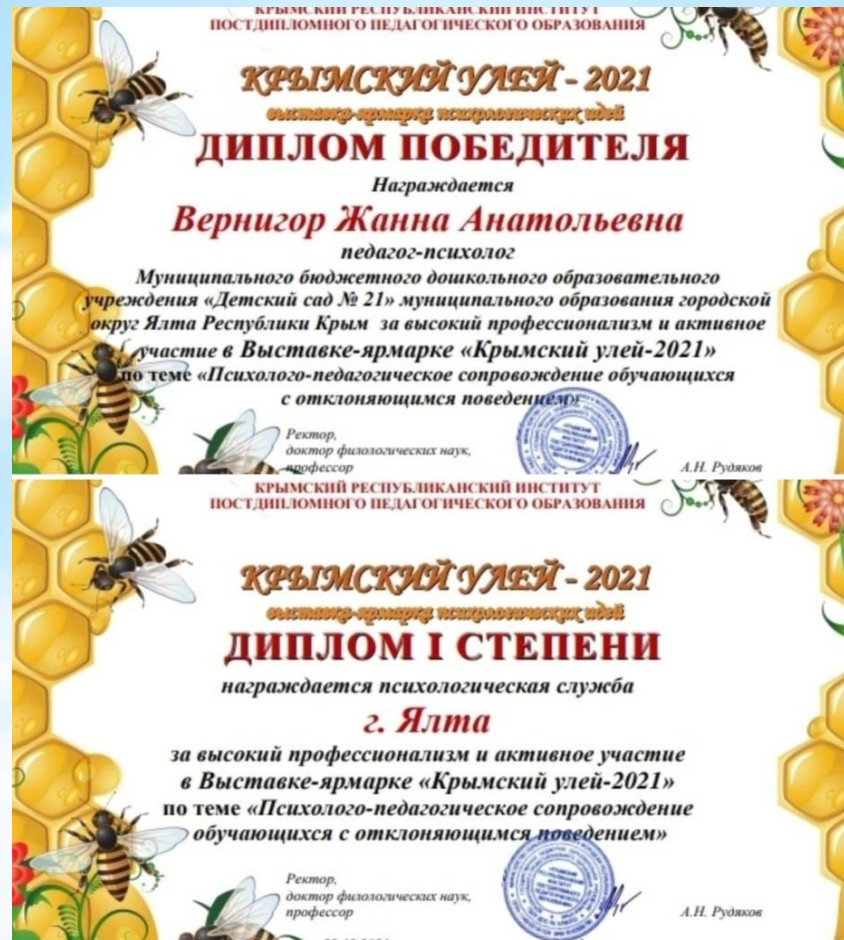 КРЫМСКИЙ РЕСПУБЛИКАНСКИЙ ИНСТИТУТ
ПОСТДИПЛОМНОГО ПЕДАГОГИЧЕСКОГО ОБРАЗОВАНИЯ
КРЫМСКИЙ УЛЕЙ - 2021
выставка-ярмарка психологических идей
ДИПЛОМ ПОБЕДИТЕЛЯ
Награждается
Вернигор Жанна Анатольевна
педагог-психолог
Муниципального бюджетного дошкольного образовательного
учреждения «Детский сад № 21» муниципального образования городской
округ Ялта Республики Крым за высокий профессионализм и активное
участие в Выставке-ярмарке «Крымский улей-2021»
по теме «Психолого-педагогическое сопровождение обучающихся
с отклоняющимся поведением»
Ректор,
доктор филологических наук,
профессор
А.Н. Рудяков
КРЫМСКИЙ РЕСПУБЛИКАНСКИЙ ИНСТИТУТ
ПОСТДИПЛОМНОГО ПЕДАГОГИЧЕСКОГО ОБРАЗОВАНИЯ
КРЫМСКИЙ УЛЕЙ - 2021
выставка-ярмарка психологических идей
ДИПЛОМ I СТЕПЕНИ
награждается психологическая служба
г. Ялта
за высокий профессионализм и активное участие
в Выставке-ярмарке «Крымский улей-2021»
по теме «Психолого-педагогическое сопровождение
обучающихся с отклоняющимся поведением»
Ректор,
доктор филологических наук,
профессор
А.Н. Рудяков